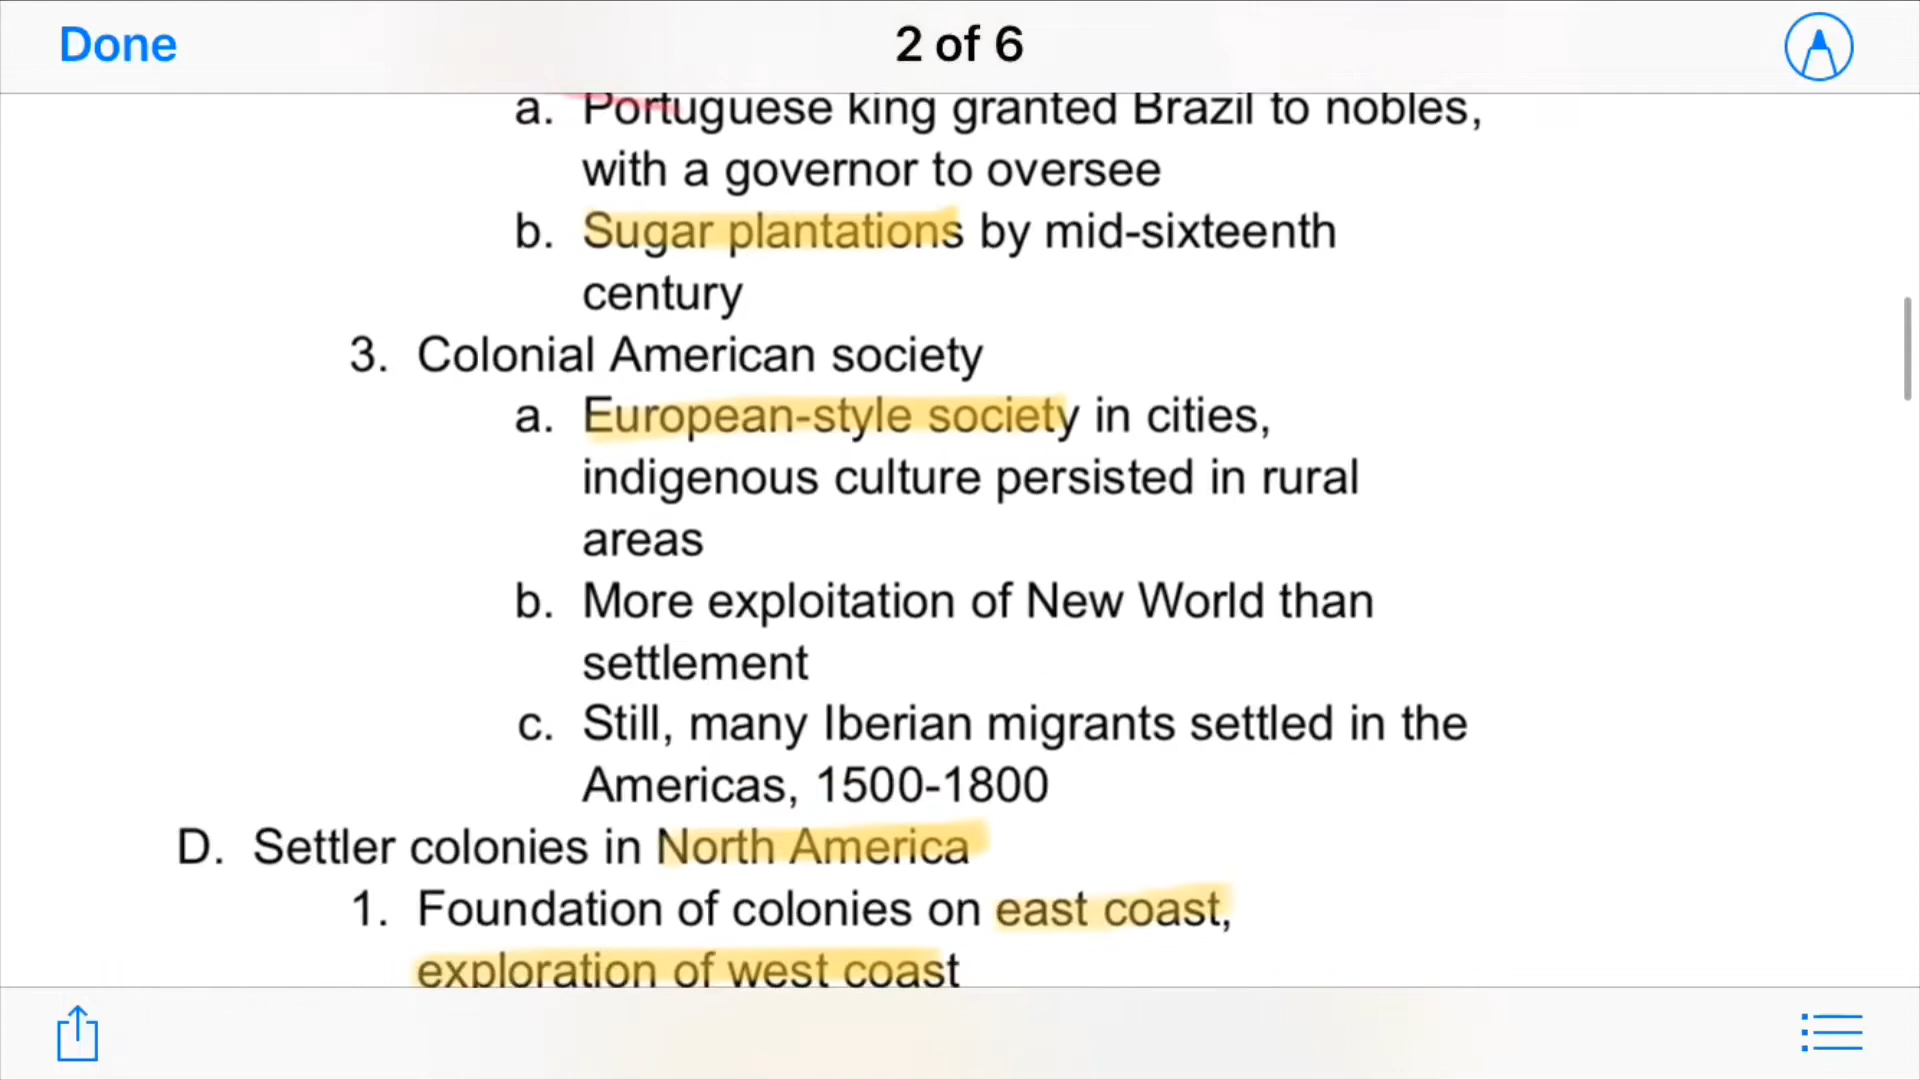 Done
2 of 6
a. Portuguese king granted Brazil to nobles,
with a governor to oversee
b. Sugar plantations by mid-sixteenth
century
3. Colonial American society
a. European-style society in cities,
indigenous culture persisted in rural
areas
b. More exploitation of New World than
settlement
c. Still, many Iberian migrants settled in the
Americas, 1500-1800
D. Settler colonies in North America
1. Foundation of colonies on east coast,
exploration of west coast